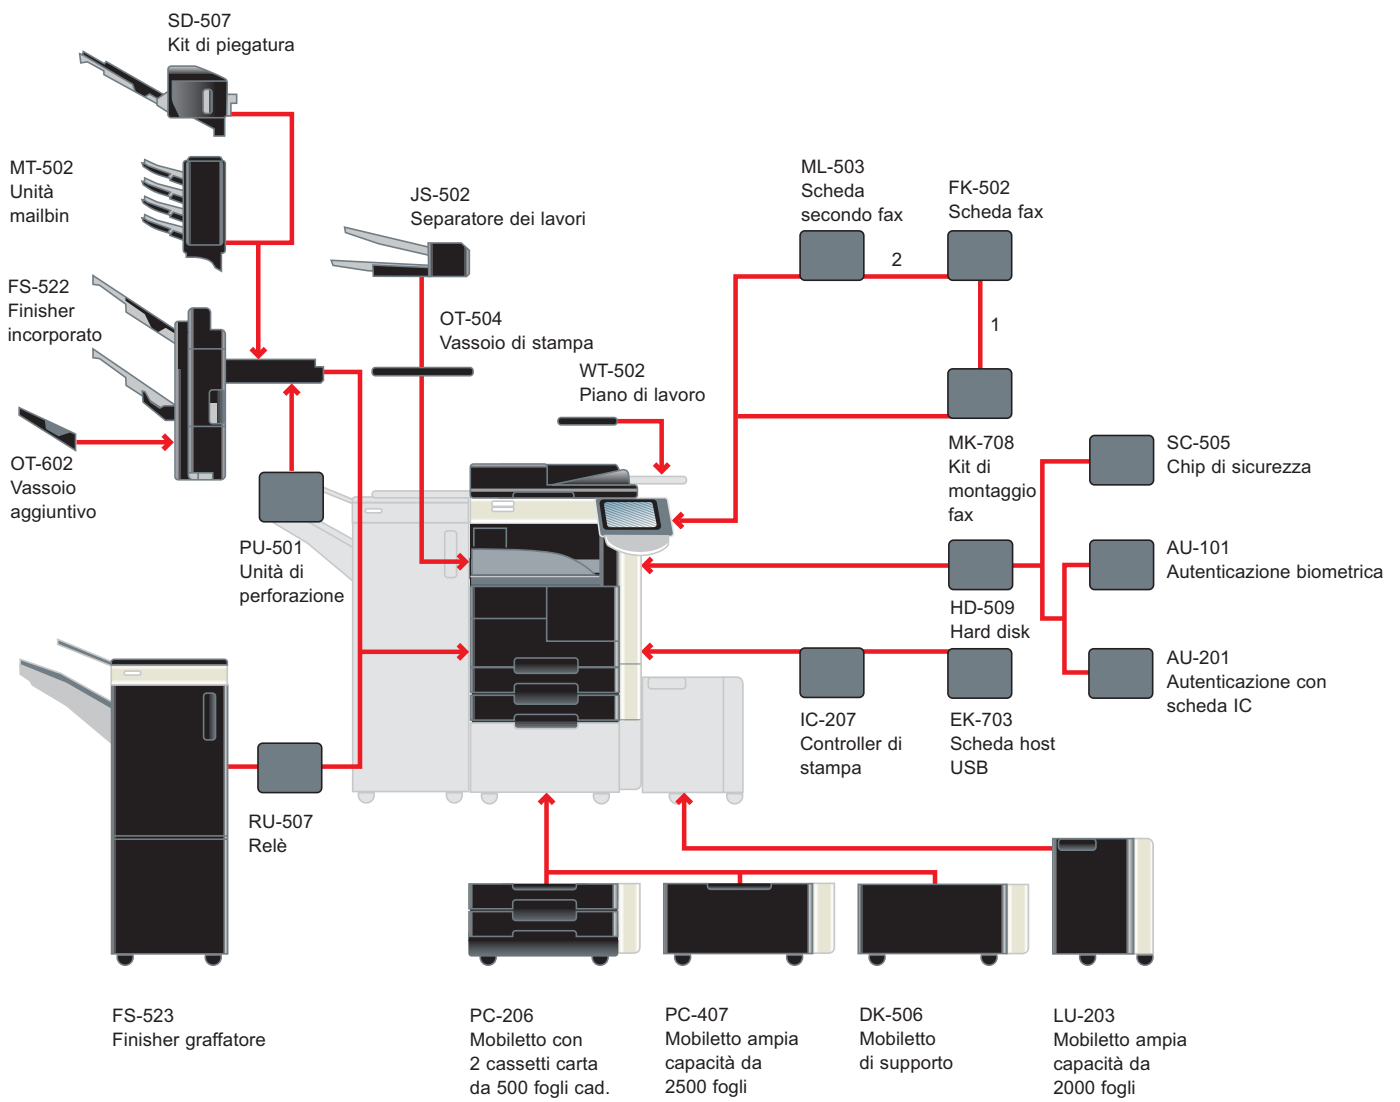 SD-507
Kit di piegatura
MT-502
Unità
mailbin
FS-522
Finisher
incorporato
OT-602
Vassoio
aggiuntivo
PU-501
Unità di
perforazione
JS-502
Separatore dei lavori
OT-504
Vassoio di stampa
WT-502
Piano di lavoro
ML-503
Scheda
secondo fax
FK-502
Scheda fax
2
1
MK-708
Kit di
montaggio
fax
SC-505
Chip di sicurezza
AU-101
Autenticazione biometrica
HD-509
Hard disk
AU-201
Autenticazione con
scheda IC
IC-207
Controller di
stampa
EK-703
Scheda host
USB
RU-507
Relè
FS-523
Finisher graffatore
PC-206
Mobiletto con
2 cassetti carta
da 500 fogli cad.
PC-407
Mobiletto ampia
capacità da
2500 fogli
DK-506
Mobiletto
di supporto
LU-203
Mobiletto ampia
capacità da
2000 fogli